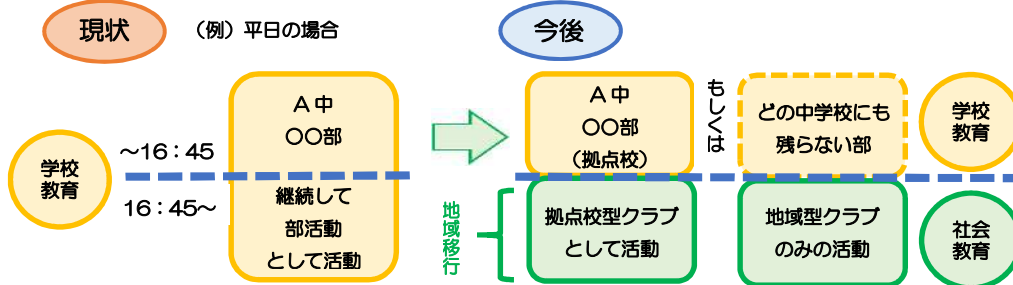 現状
（例）平日の場合
学校
教育
～16：45
16：45～
A 中
〇〇部
継続して
部活動
として活動
今後
A 中
〇〇部
（拠点校）
もしくは
どの中学校にも
残らない部
学校
教育
地域移行
拠点校型クラブ
として活動
地域型クラブ
のみの活動
社会
教育